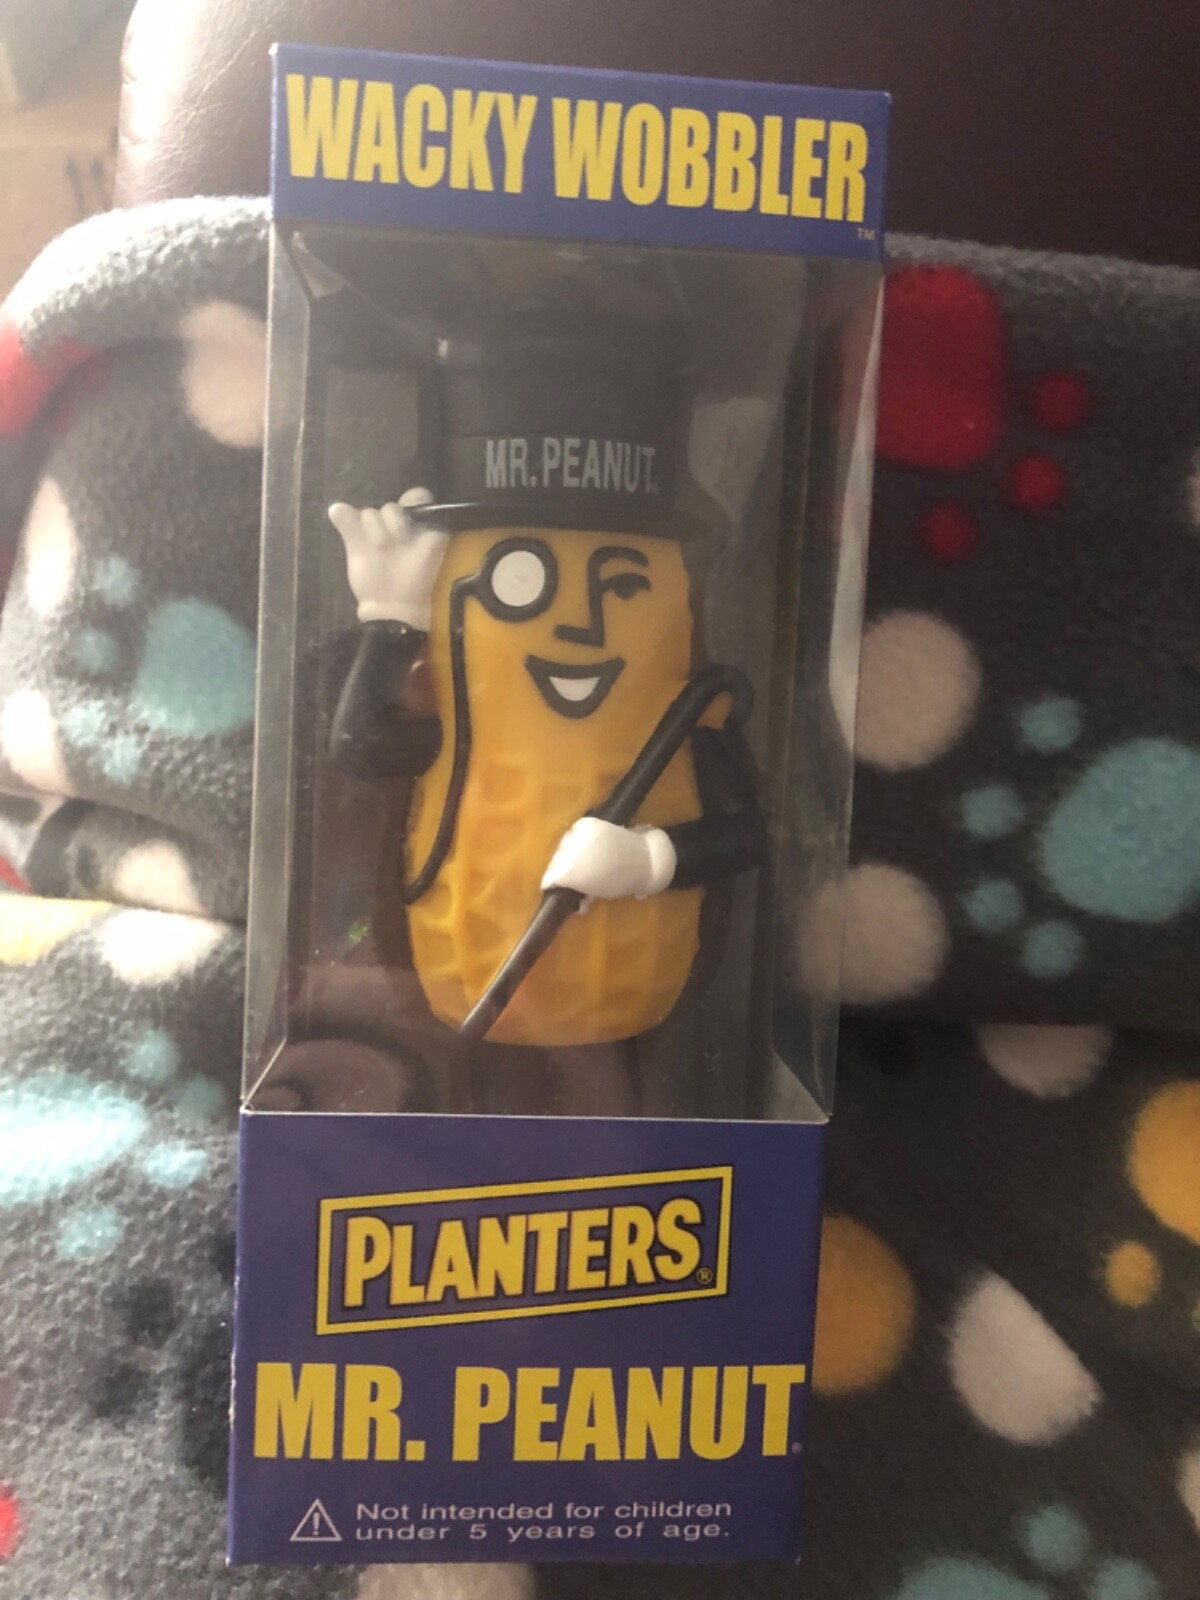 WACKY WOBBLER
TM
MR. PEANUT
PLANTERS®
MR. PEANUT
Not intended for children
under 5 years of age.